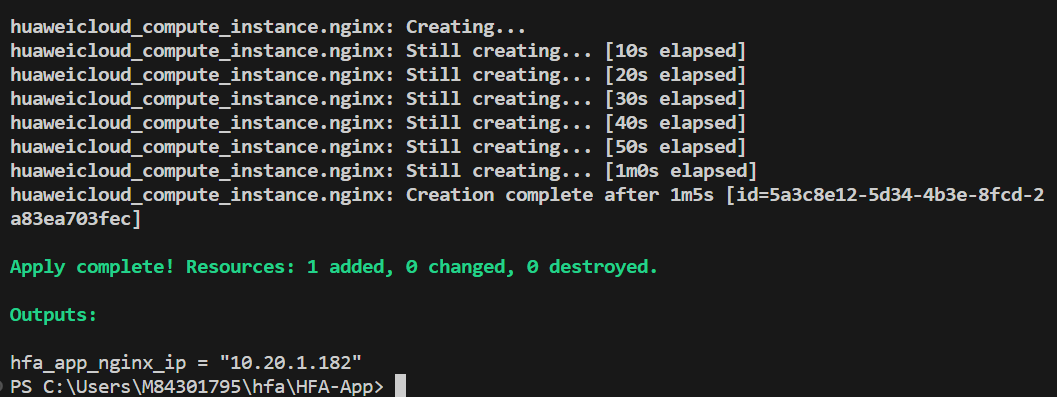 huaweicloud_compute_instance.nginx: Creating...
huaweicloud_compute_instance.nginx: Still creating... [10s elapsed]
huaweicloud_compute_instance.nginx: Still creating... [20s elapsed]
huaweicloud_compute_instance.nginx: Still creating... [30s elapsed]
huaweicloud_compute_instance.nginx: Still creating... [40s elapsed]
huaweicloud_compute_instance.nginx: Still creating... [50s elapsed]
huaweicloud_compute_instance.nginx: Still creating... [1m0s elapsed]
huaweicloud_compute_instance.nginx: Creation complete after 1m5s [id=5a3c8e12-5d34-4b3e-8fcd-2
a83ea703fec]
Apply complete! Resources: 1 added, 0 changed, 0 destroyed.
Outputs:
hfa_app_nginx_ip = "10.20.1.182"
PS C:\Users\M84301795\hfa\HFA-App>